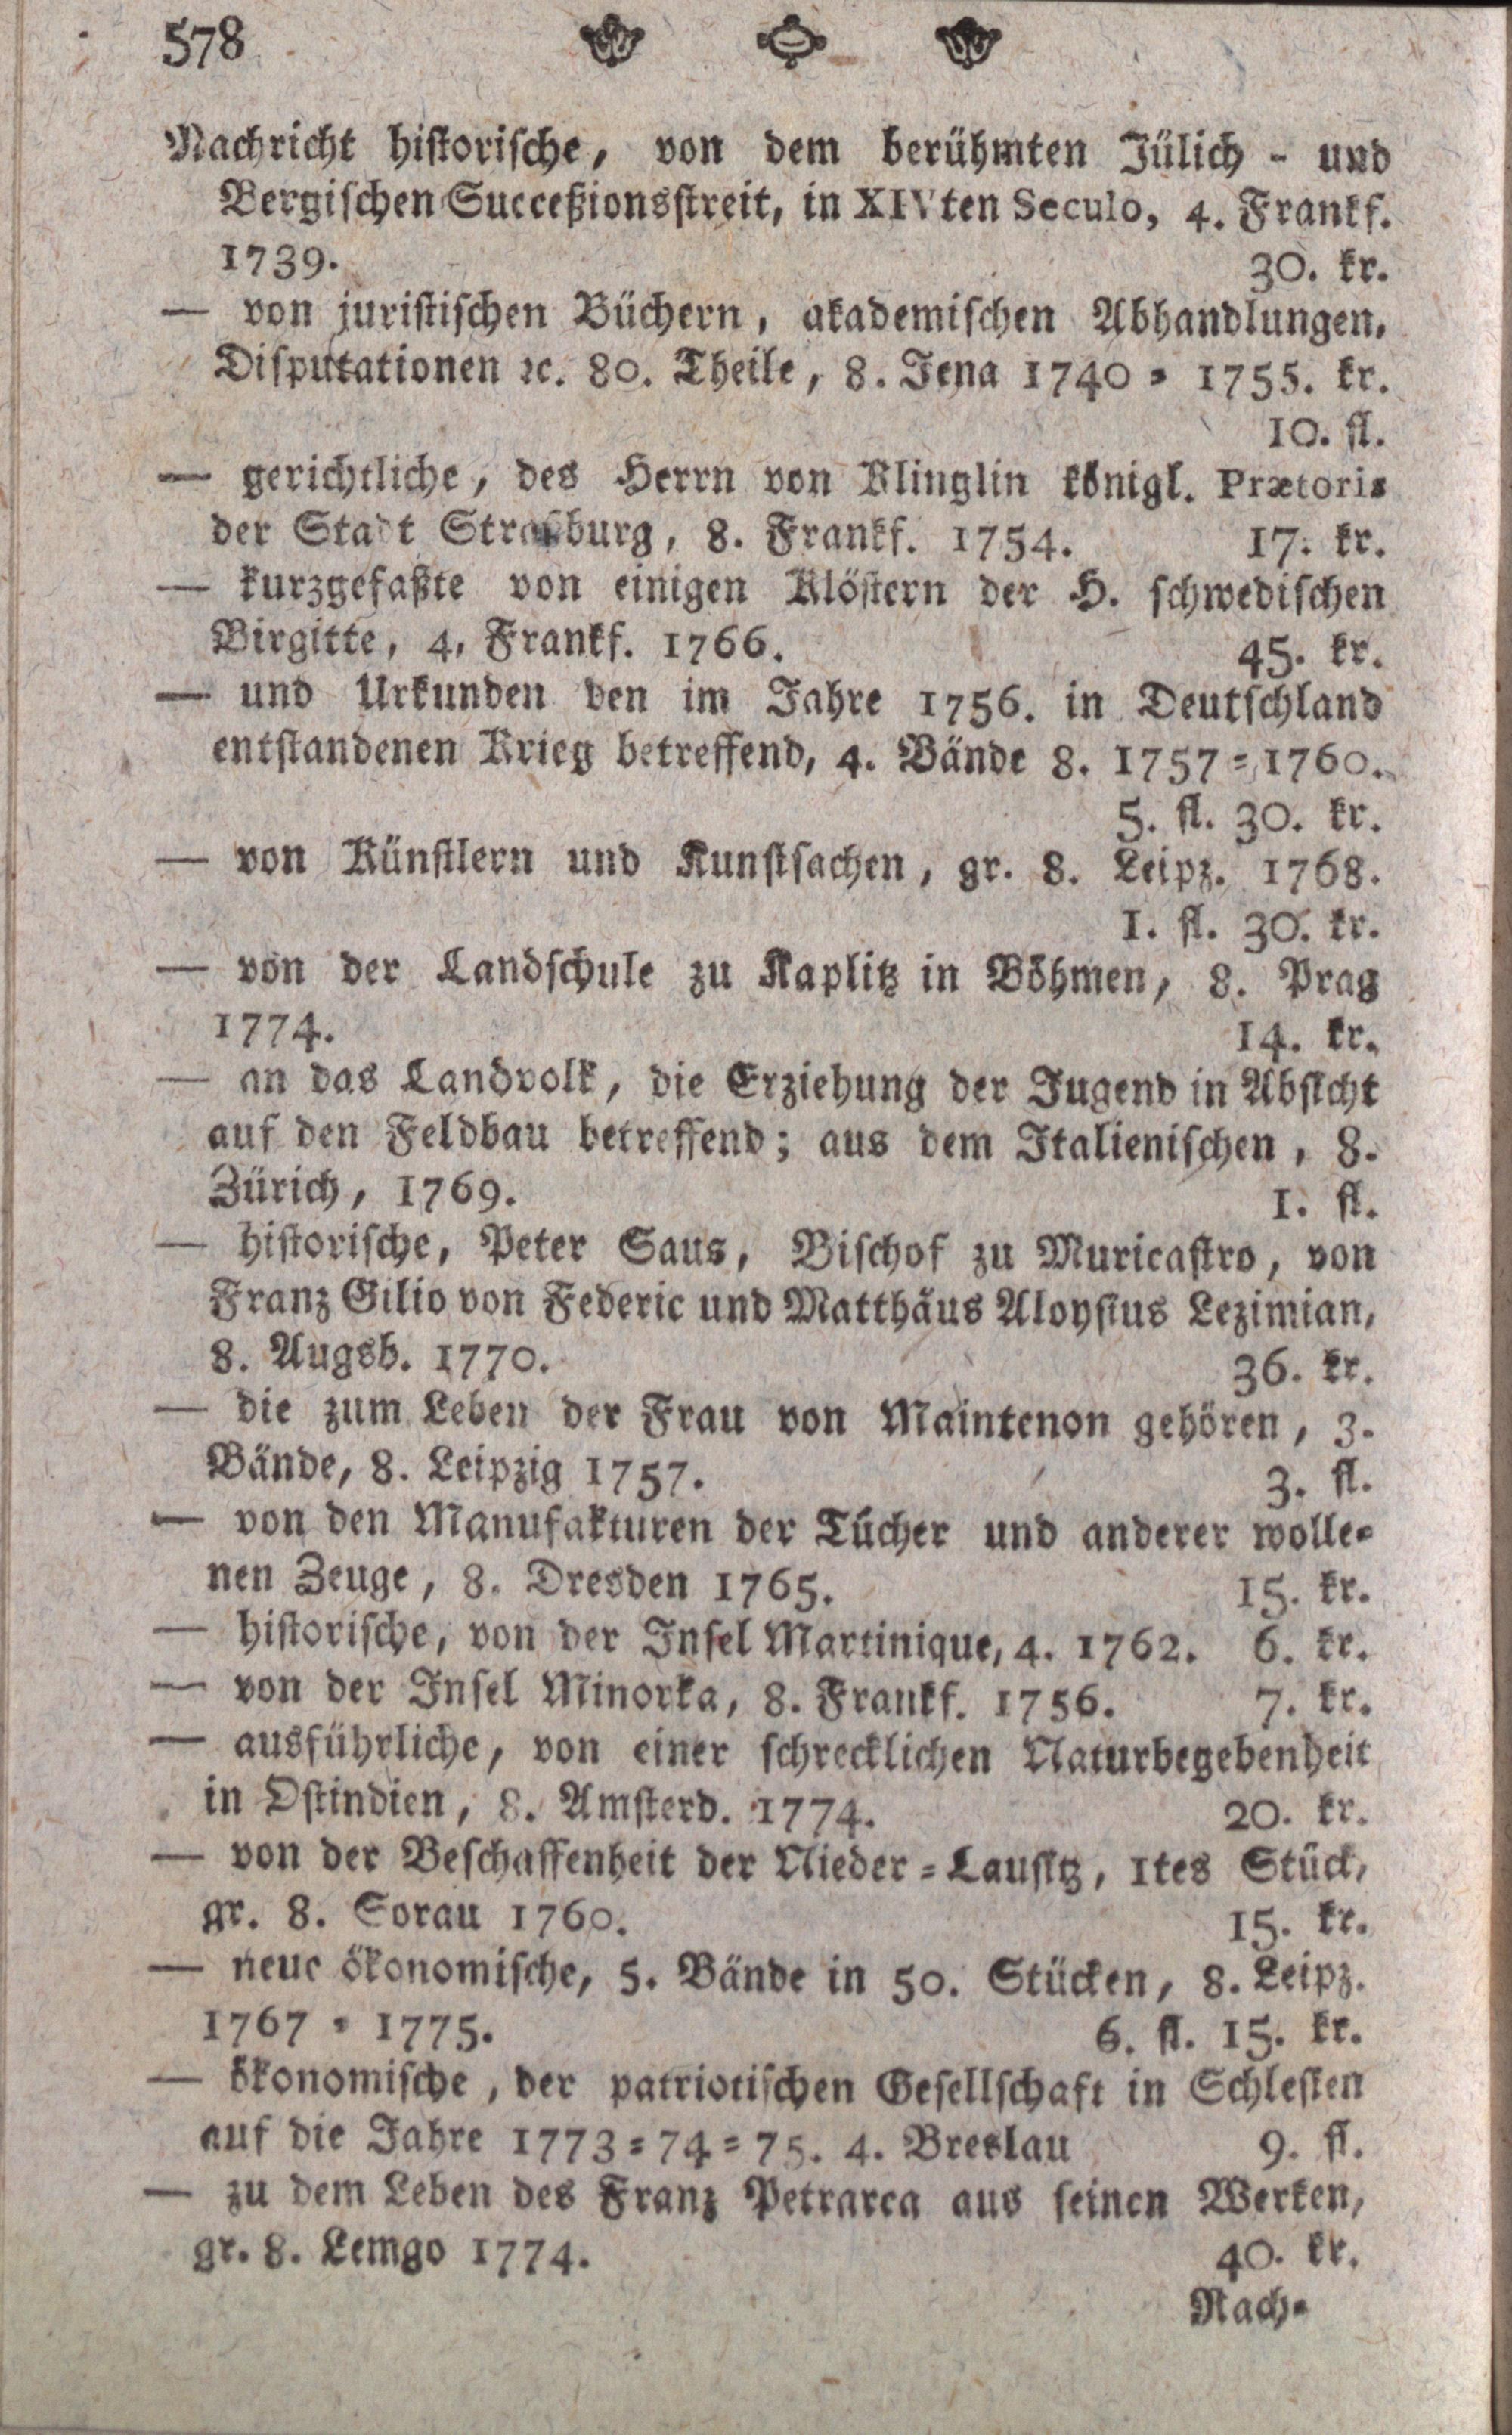 578
Nachricht historische, von dem berühmten Jülich - und
Bergischen Succeßionsstreit, in XIVten Seculo, 4. Frankf.
1739. 30. kr.
— von juristischen Büchern, akademischen Abhandlungen,
Disputationen ꝛc. 80. Theile, 8. Jena 1740 = 1755. kr.
10. fl.
— gerichtliche, des Herrn von Klinglin königl. Prætoris
der Stadt Straßburg, 8. Frankf. 1754. 17. kr.
— kurzgefaßte von einigen Klöstern der H. schwedischen
Birgitte, 4, Frankf. 1766. 45. kr.
— und Urkunden den im Jahre 1756. in Deutschland
entstandenen Krieg betreffend, 4. Bände 8. 1757 = 1760.
5. fl. 30. kr.
— von Künstlern und Kunstsachen, gr. 8. Leipz. 1768.
1. fl. 30. kr.
— von der Landschule zu Kaplitz in Böhmen, 8. Prag
1774. 14. kr.
— an das Landvolk, die Erziehung der Jugend in Absicht
auf den Feldbau betreffend; aus dem Italienischen, 8.
Zürich, 1769. 1. fl.
— historische, Peter Saus, Bischof zu Muricastro, von
Franz Gilio von Federic und Matthäus Aloysius Lezimian,
8. Augsb. 1770. 36. kr.
— die zum Leben der Frau von Maintenon gehören, 3.
Bände, 8. Leipzig 1757. 3. fl.
— von den Manufakturen der Tücher und anderer wolle=
nen Zeuge, 8. Dresden 1765. 15. kr.
— historische, von der Insel Martinique, 4. 1762. 6. kr.
— von der Insel Minorka, 8. Frankf. 1756. 7. kr.
— ausführliche, von einer schrecklichen Naturbegebenheit
in Ostindien, 8. Amsterd. 1774. 20. kr.
— von der Beschaffenheit der Nieder = Lausitz, 1tes Stück,
gr. 8. Sorau 1760. 15. kr.
— neue ökonomische, 5. Bände in 50. Stücken, 8. Leipz.
1767 = 1775. 6. fl. 15. kr.
— ökonomische, der patriotischen Gesellschaft in Schlesien
auf die Jahre 1773 = 74 = 75. 4. Breslau 9. fl.
— zu dem Leben des Franz Petrarca aus seinen Werken,
gr. 8. Lemgo 1774. 40. kr.
Nach=